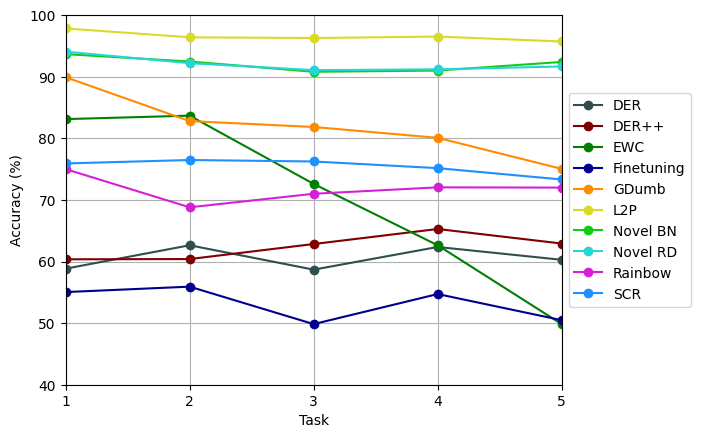 100
90
80
70
60
50
40
1 2 3 4 5
Task
Accuracy (%)
DER
DER++
EWC
Finetuning
GDumb
L2P
Novel BN
Novel RD
Rainbow
SCR